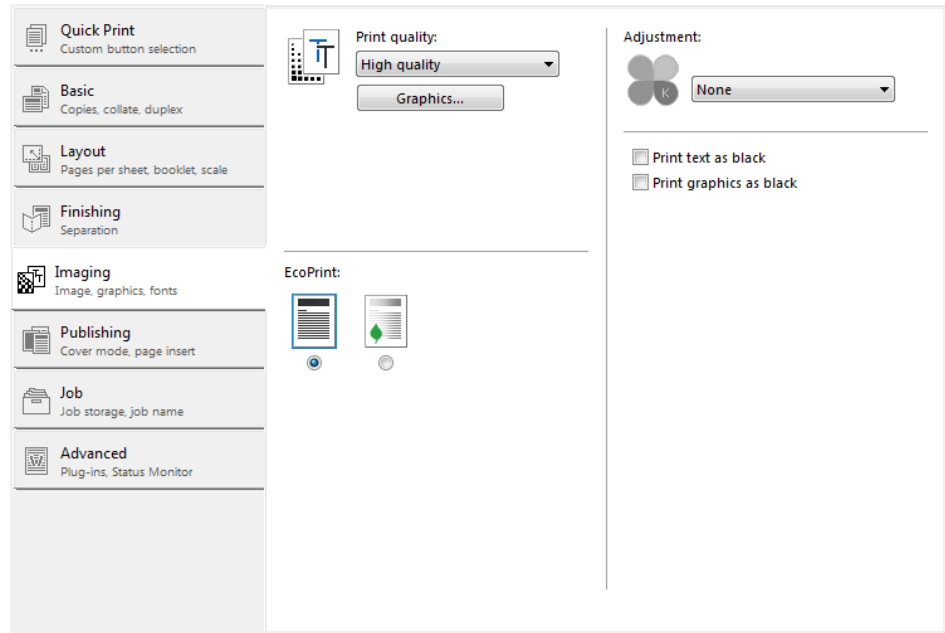 Quick Print
Custom button selection
Basic
Copies, collate, duplex
Layout
Pages per sheet, booklet, scale
Finishing
Separation
Imaging
Image, graphics, fonts
Publishing
Cover mode, page insert
Job
Job storage, job name
Advanced
Plug-ins, Status Monitor
Print quality:
High quality
Graphics...
EcoPrint:
Adjustment:
K
None
Print text as black
Print graphics as black